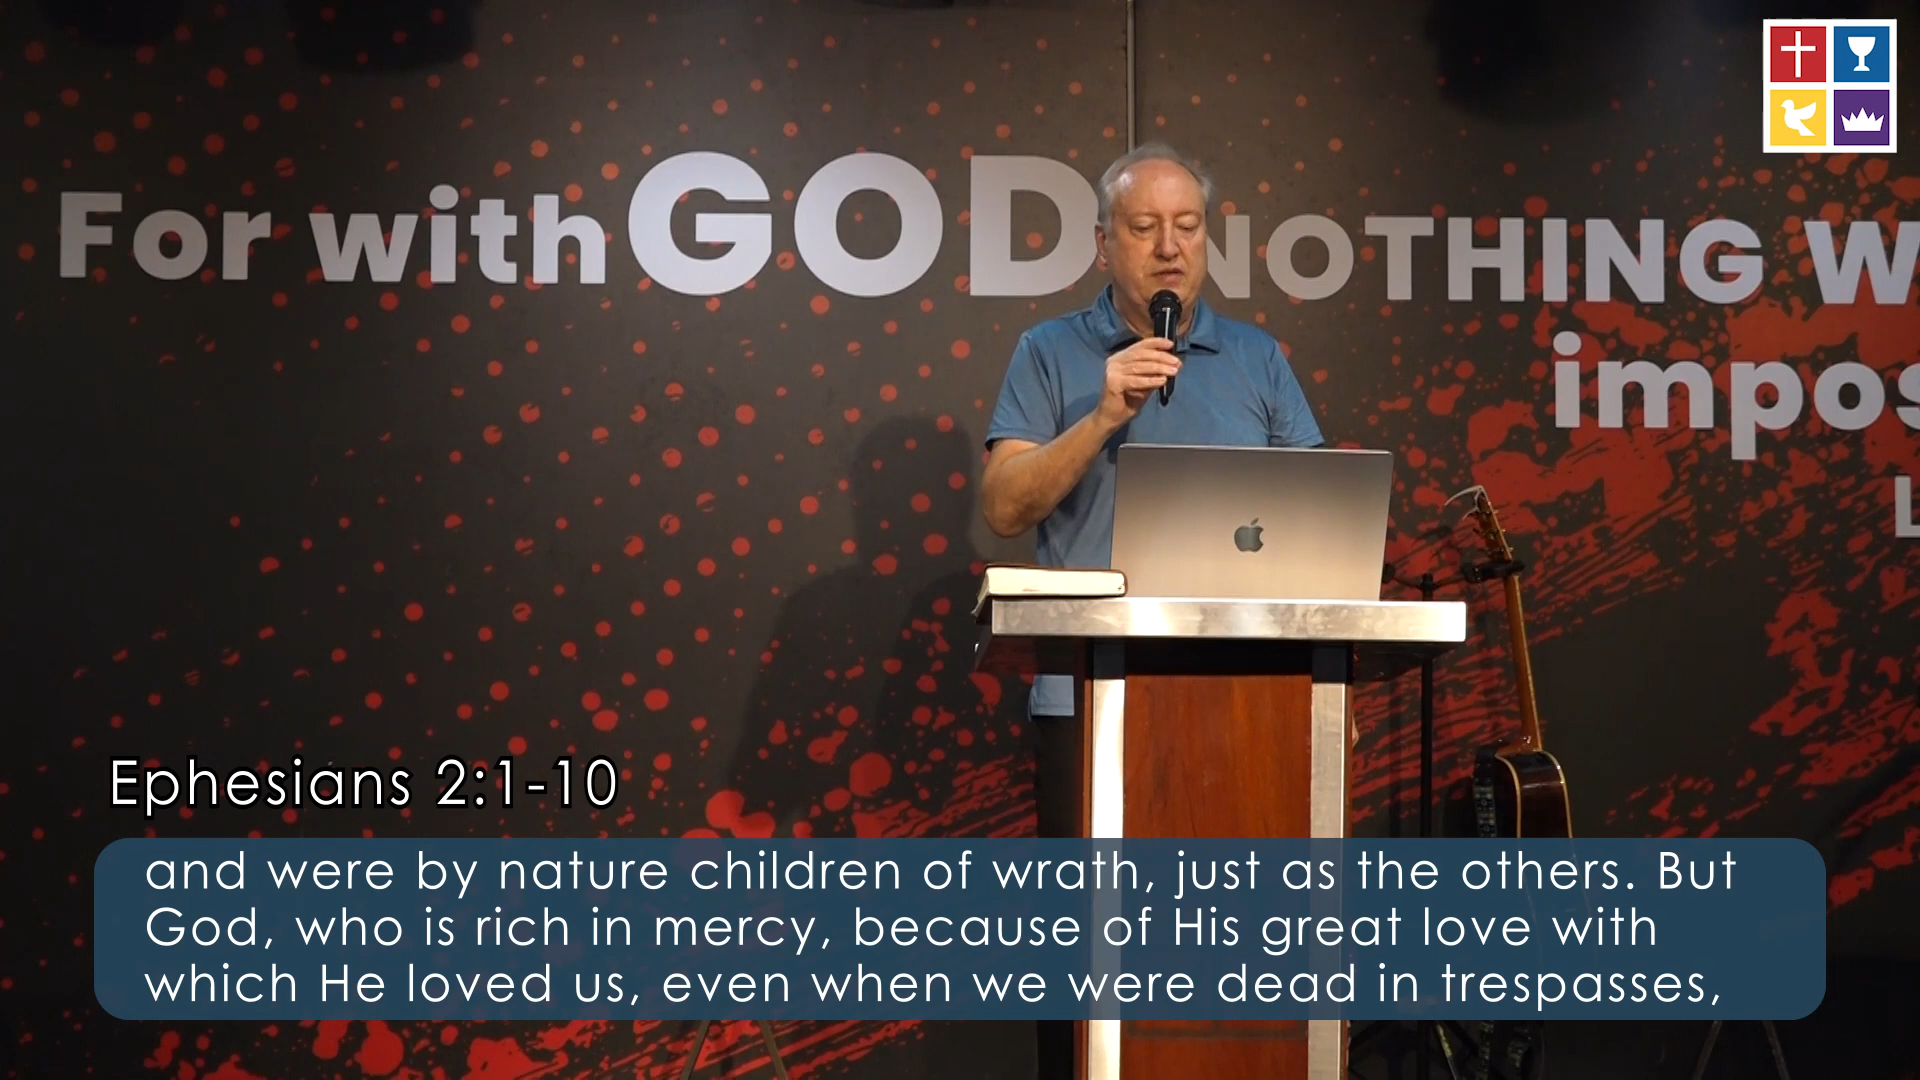 For with GOD NOTHING W
impos
L
Ephesians 2:1-10
and were by nature children of wrath, just as the others. But
God, who is rich in mercy, because of His great love with
which He loved us, even when we were dead in trespasses,